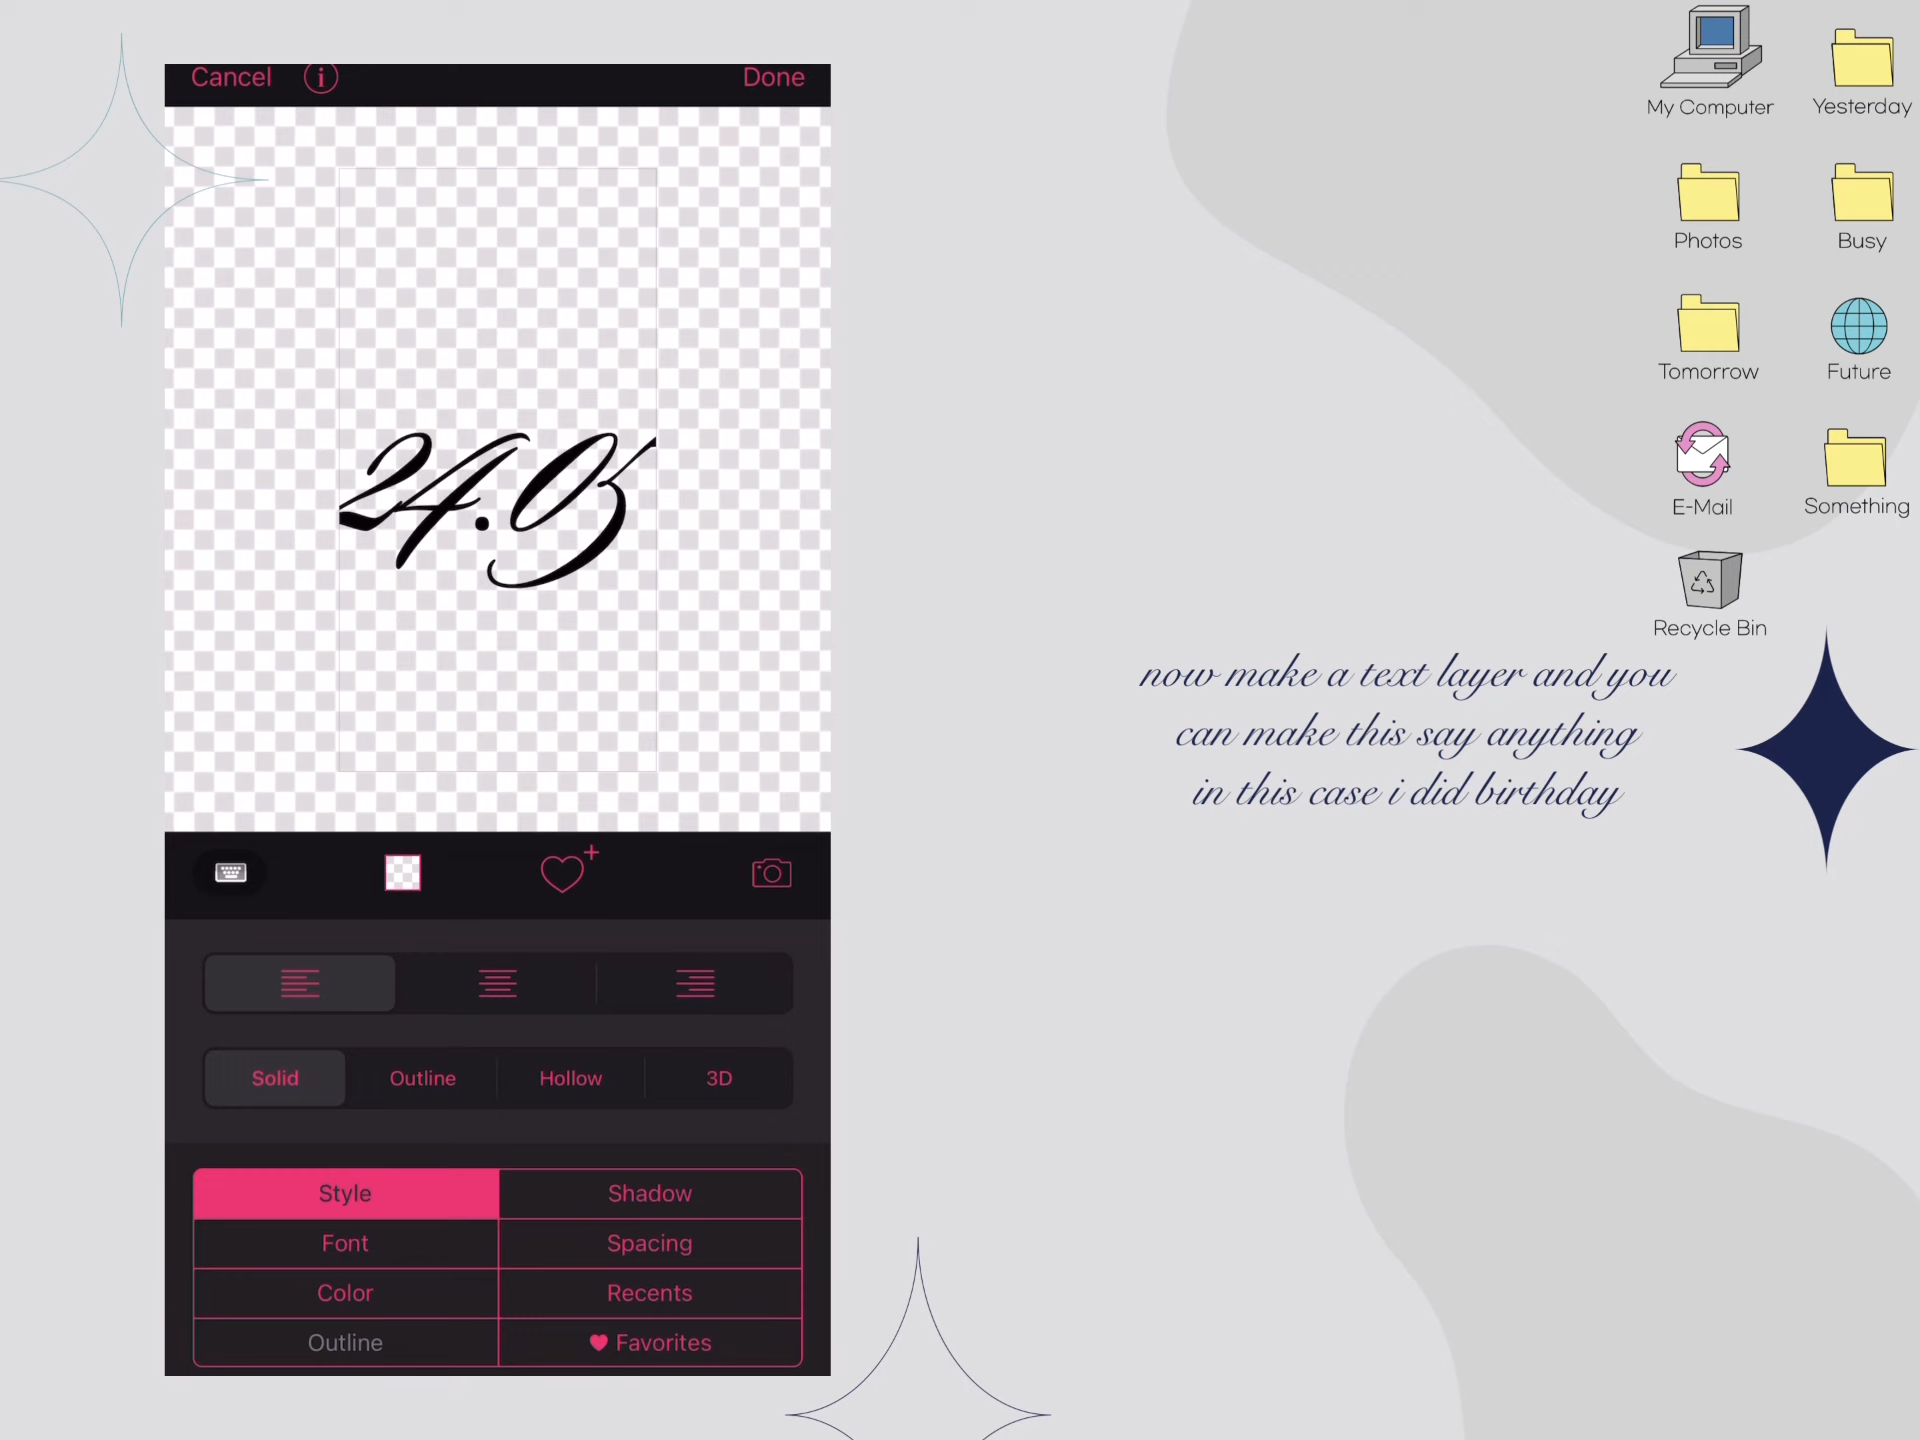 Cancel
Done
24.05
Solid
Outline
Hollow
3D
Style
Shadow
Font
Spacing
Color
Recents
Outline
Favorites
My Computer
Yesterday
Photos
Busy
Tomorrow
Future
E-Mail
Something
Recycle Bin
now make a text layer and you
can make this say anything
in this case i did birthday